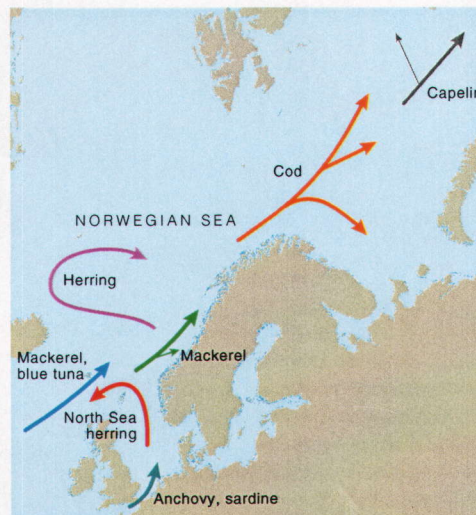 Capelin
Cod
NORWEGIAN SEA
Herring
Mackerel,
blue tuna
Mackerel
North Sea
herring
Anchovy, sardine